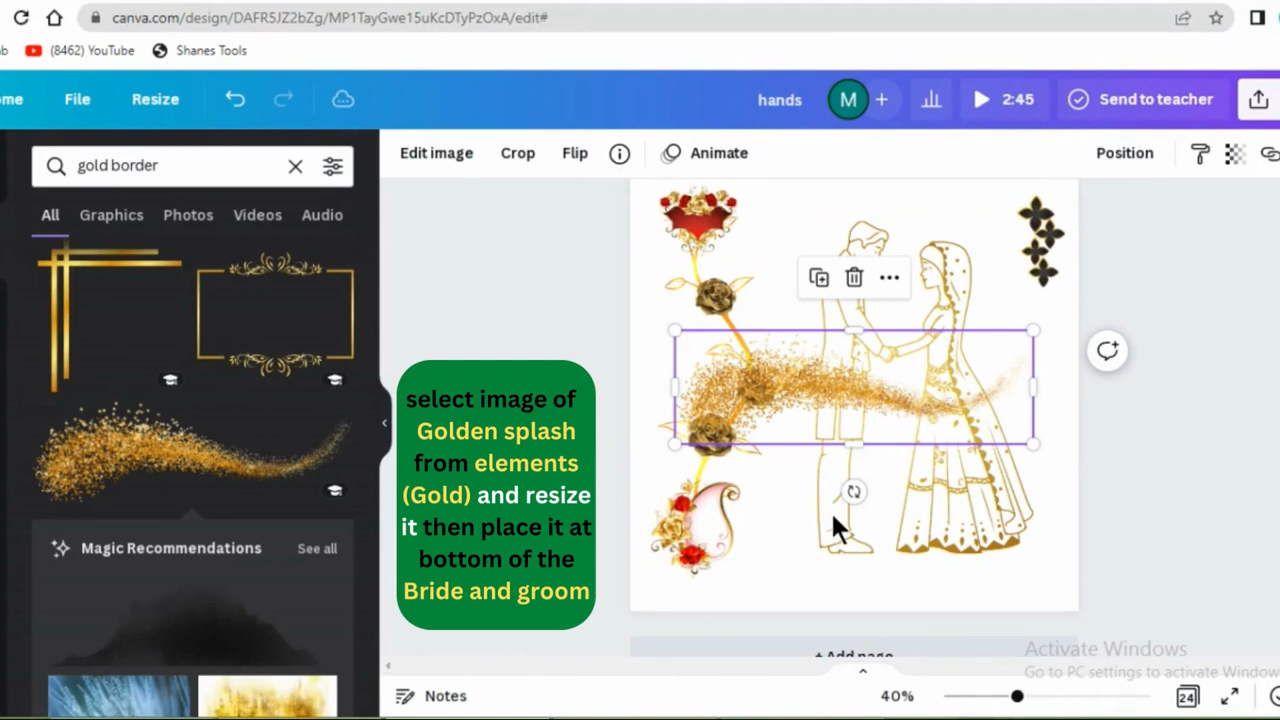 canva.com/design/DAFR5JZ2bZg/MP1TayGwe15uKcDTyPzOxA/edit#
(8462) YouTube
Shanes Tools
File
Resize
hands
M
2:45
Send to teacher
gold border
All
Graphics
Photos
Videos
Audio
Edit image
Crop
Flip
Animate
Position
select image of
Golden splash
from elements
(Gold) and resize
it then place it at
bottom of the
Bride and groom
Magic Recommendations
See all
+ Add page
Activate Windows
Go to PC settings to activate Window
Notes
40%
24